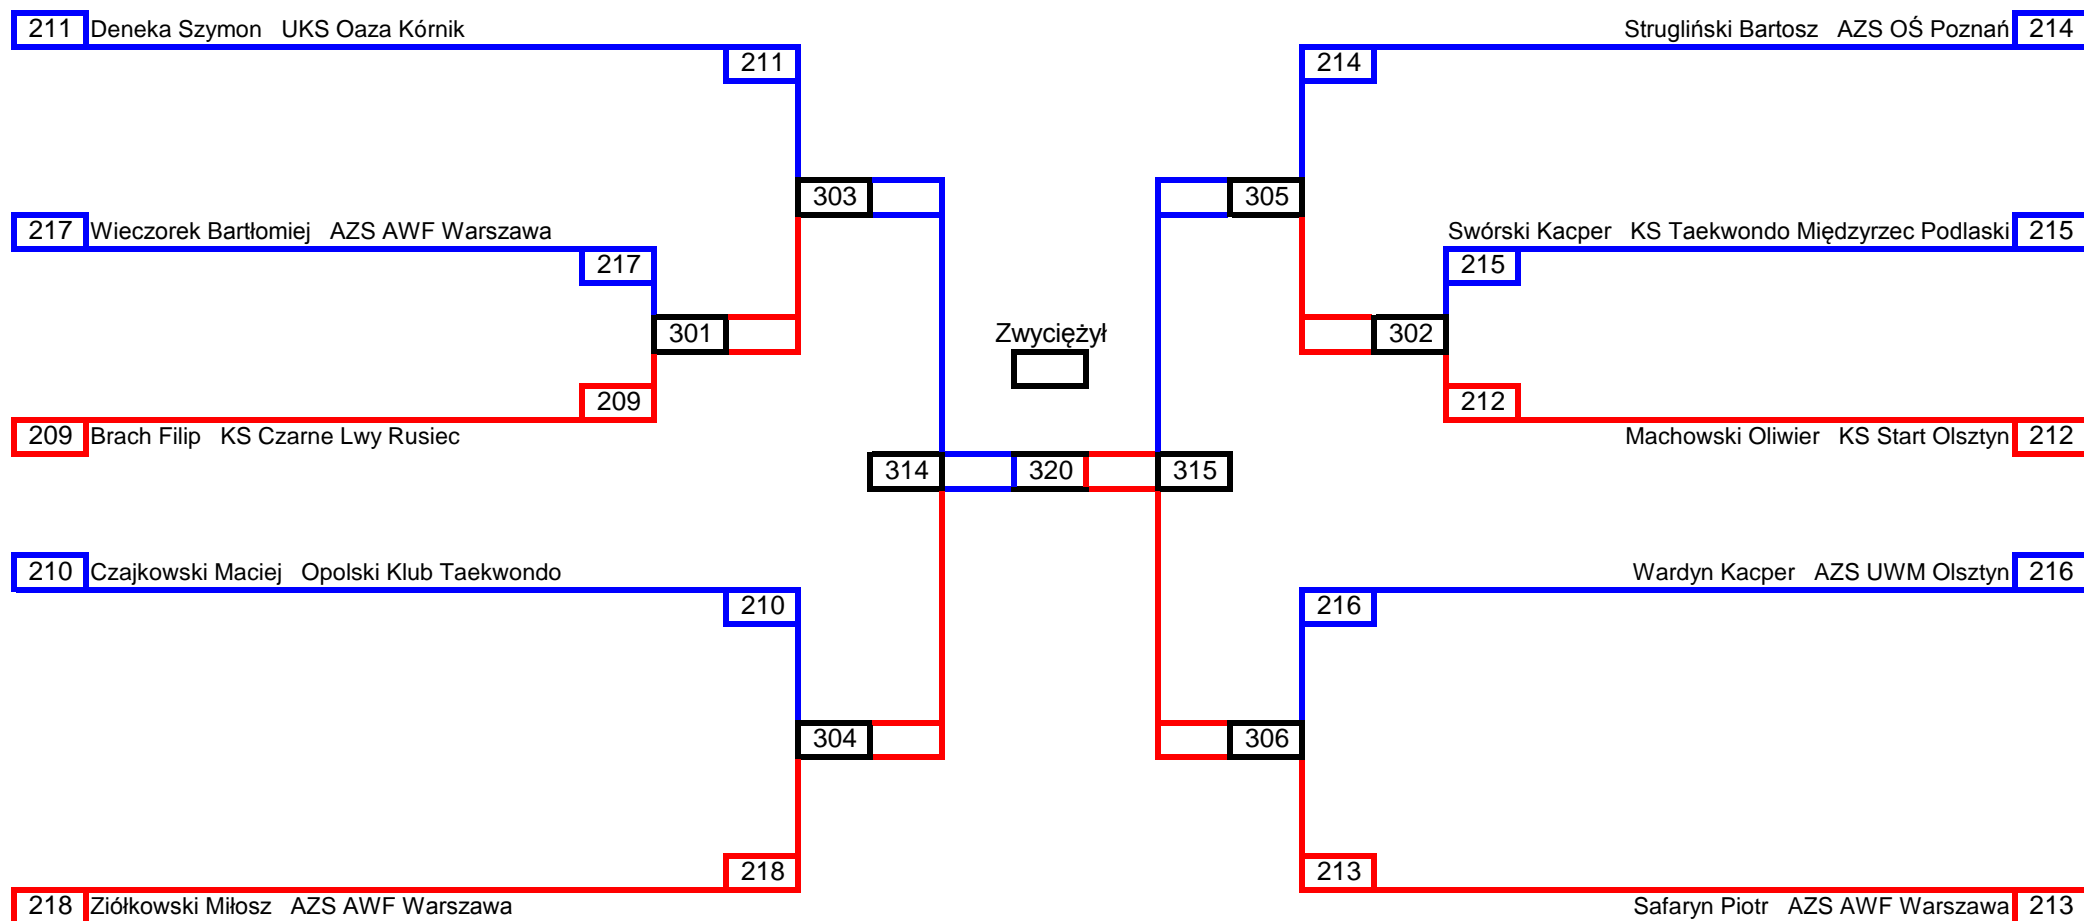 211 Deneka Szymon UKS Oaza Kórnik
Strugliński Bartosz AZS OŚ Poznań 214
211
214
303
305
217 Wieczorek Bartłomiej AZS AWF Warszawa
Swórski Kacper KS Taekwondo Międzyrzec Podlaski 215
217
215
301
Zwyciężył
302
209
212
209 Brach Filip KS Czarne Lwy Rusiec
Machowski Oliwier KS Start Olsztyn 212
314
320
315
210 Czajkowski Maciej Opolski Klub Taekwondo
Wardyn Kacper AZS UWM Olsztyn 216
210
216
304
306
218
213
218 Ziółkowski Miłosz AZS AWF Warszawa
Safaryn Piotr AZS AWF Warszawa 213